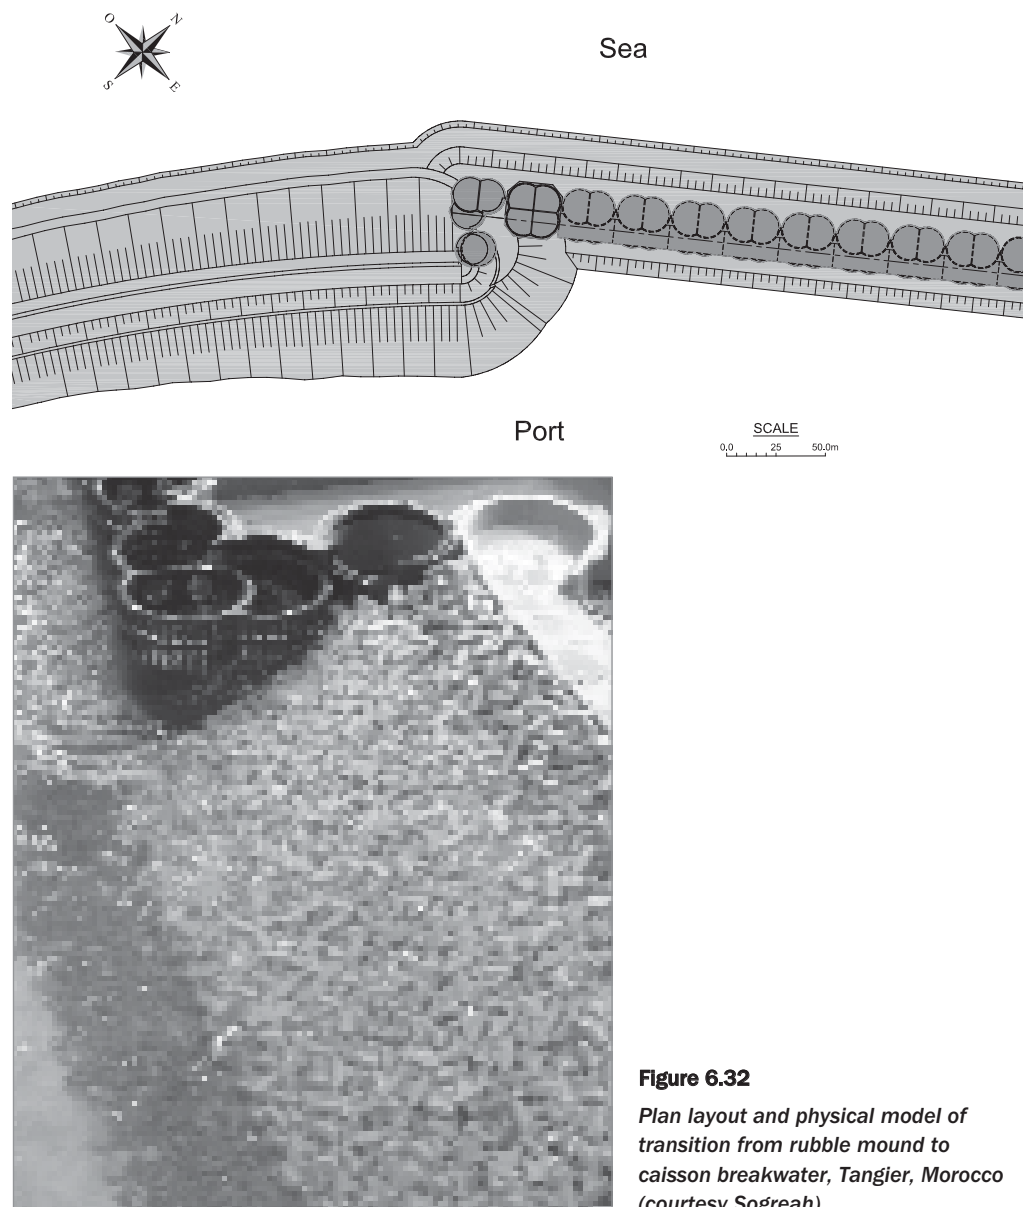 O N
S E
Sea
Port
SCALE
0.0 25 50.0m
Figure 6.32
Plan layout and physical model of
transition from rubble mound to
caisson breakwater, Tangier, Morocco
(courtesy Sogreah)